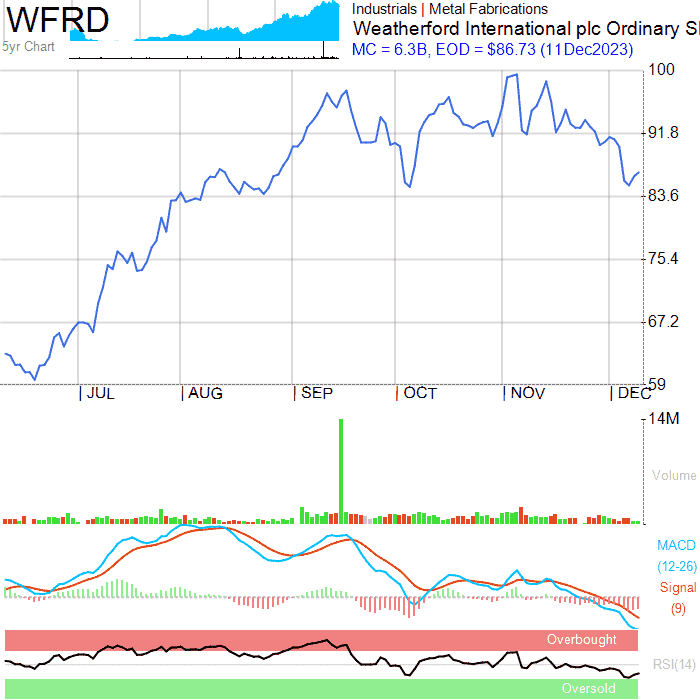 WFRD
5yr Chart
Industrials | Metal Fabrications
Weatherford International plc Ordinary S
MC = 6.3B, EOD = $86.73 (11Dec2023)
100
91.8
83.6
75.4
67.2
59
JUL AUG SEP OCT NOV DEC
14M
Volume
MACD
(12-26)
Signal
(9)
Overbought
RSI(14)
Oversold